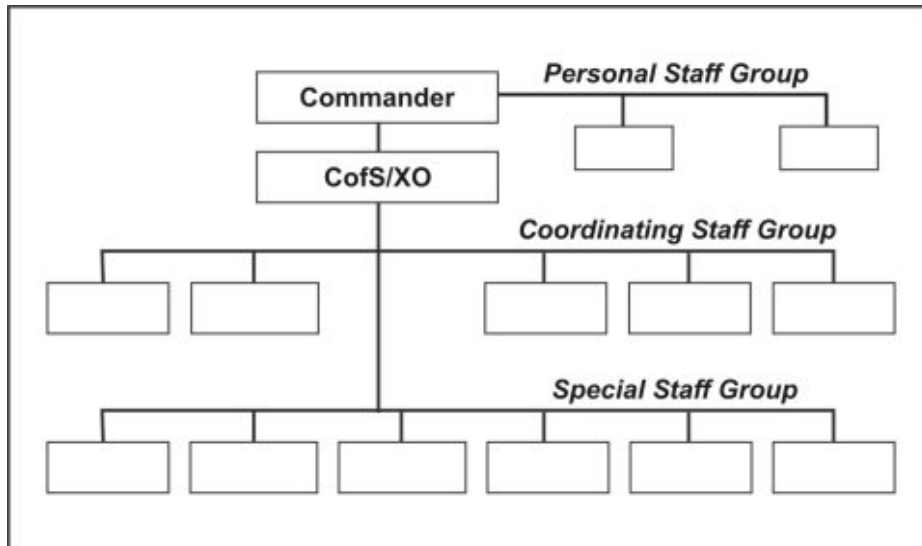 Personal Staff Group
Commander
CofS/XO
Coordinating Staff Group
Special Staff Group